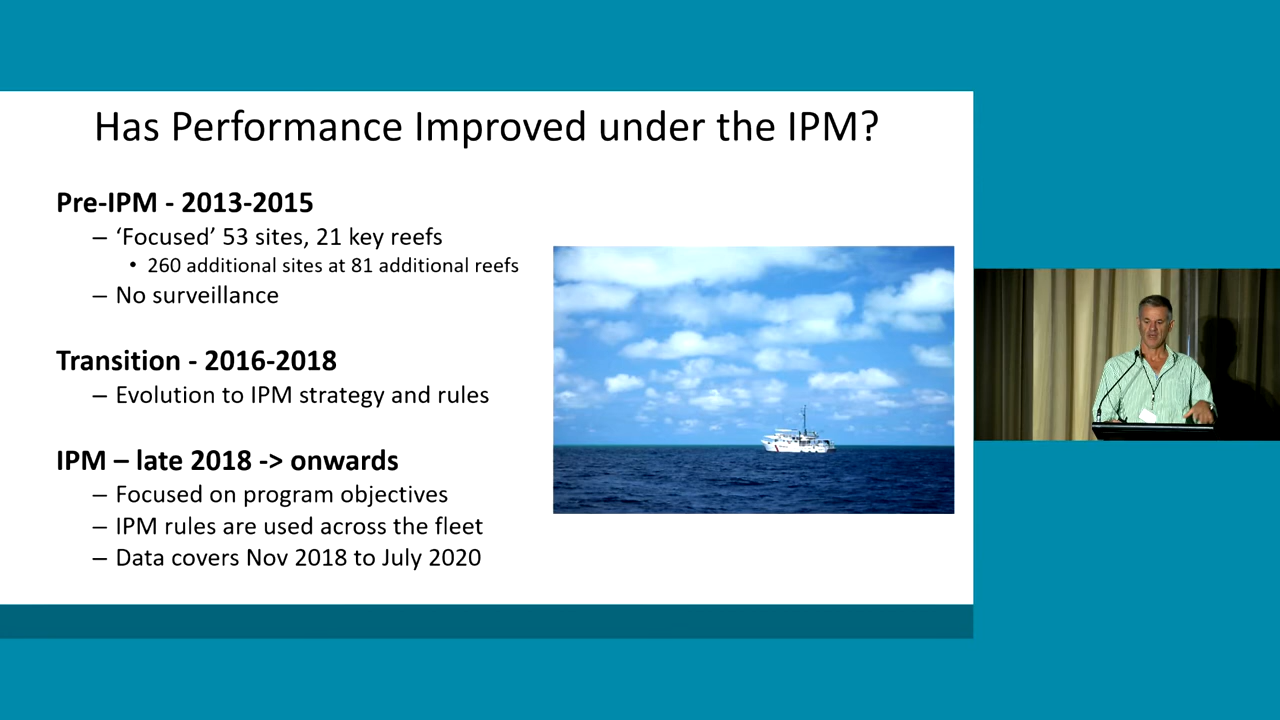 Has Performance Improved under the IPM?
Pre-IPM - 2013-2015
– ‘Focused’ 53 sites, 21 key reefs
• 260 additional sites at 81 additional reefs
– No surveillance
Transition - 2016-2018
– Evolution to IPM strategy and rules
IPM – late 2018 -> onwards
– Focused on program objectives
– IPM rules are used across the fleet
– Data covers Nov 2018 to July 2020